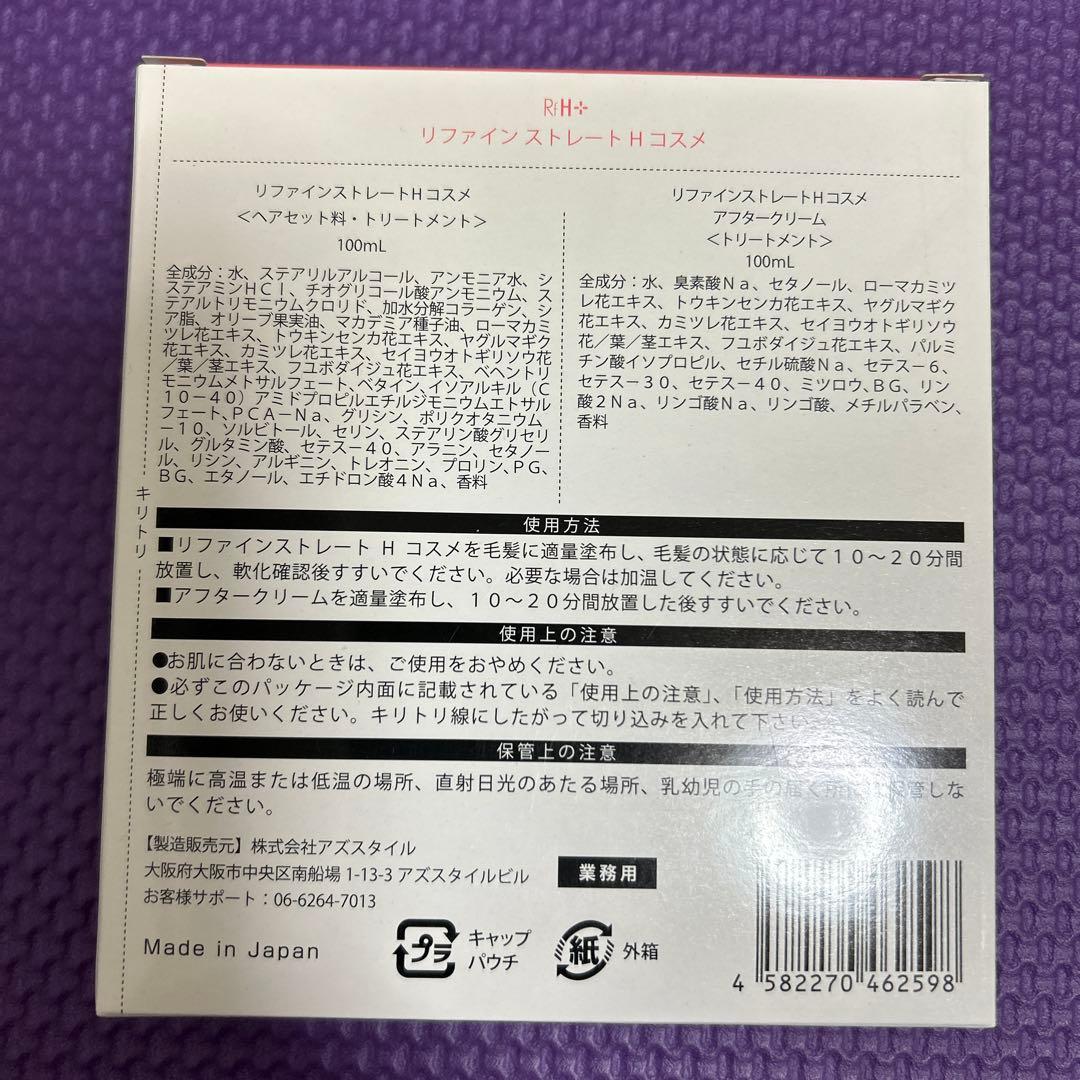 RfH+
リファイン ストレート H コスメ
リファインストレートH コスメ
＜ヘアセット料・トリートメント＞
100mL
全成分：水、ステアリルアルコール、アンモニア水、シ
ステアミンＨＣＩ、チオグリコール酸アンモニウム、ス
テアルトリモニウムクロリド、加水分解コラーゲン、シ
ア脂、オリーブ果実油、マカデミア種子油、ローマカミ
ツレ花エキス、トウキンセンカ花エキス、ヤグルマギク
花エキス、カミツレ花エキス、セイヨウオトギリソウ花
／葉／茎エキス、フユボダイジュ花エキス、ベヘントリ
モニウムメトサルフェート、ベタイン、イソアルキル（Ｃ
１０－４０）アミドプロピルエチルジモニウムエトサル
フェート、ＰＣＡ－Ｎａ、グリシン、ポリクオタニウム
－１０、ソルビトール、セリン、ステアリン酸グリセリ
ル、グルタミン酸、セテス－４０、アラニン、セタノー
ル、リシン、アルギニン、トレオニン、プロリン、ＰＧ、
ＢＧ、エタノール、エチドロン酸４Ｎａ、香料
リファインストレートH コスメ
アフタークリーム
＜トリートメント＞
100mL
全成分：水、臭素酸Ｎａ、セタノール、ローマカミツ
レ花エキス、トウキンセンカ花エキス、ヤグルマギク
花エキス、カミツレ花エキス、セイヨウオトギリソウ
花／葉／茎エキス、フユボダイジュ花エキス、パルミ
チン酸イソプロピル、セチル硫酸Ｎａ、セテス－６、
セテス－３０、セテス－４０、ミツロウ、ＢＧ、リン
酸２Ｎａ、リンゴ酸Ｎａ、リンゴ酸、メチルパラベン、
香料
キリトリ
使用方法
■リファインストレート H コスメを毛髪に適量塗布し、毛髪の状態に応じて１０～２０分間
放置し、軟化確認後すすいでください。必要な場合は加温してください。
■アフタークリームを適量塗布し、１０～２０分間放置した後すすいでください。
使用上の注意
●お肌に合わないときは、ご使用をおやめください。
●必ずこのパッケージ内面に記載されている「使用上の注意」、「使用方法」をよく読んで
正しくお使いください。キリトリ線にしたがって切り込みを入れて下さい。
保管上の注意
極端に高温または低温の場所、直射日光のあたる場所、乳幼児の手の届く所には保管しな
いでください。
【製造販売元】株式会社アズスタイル
大阪府大阪市中央区南船場 1-13-3 アズスタイルビル
お客様サポート：06-6264-7013
業務用
Made in Japan
プラ
キャップ
パウチ
紙
外箱
4 582270 462598